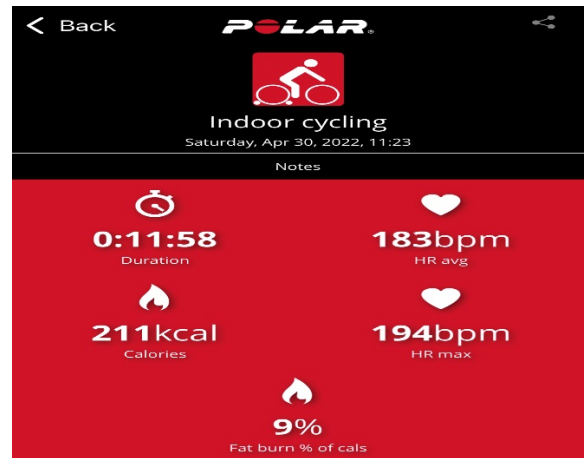 Back POLAR®
Indoor cycling
Saturday, Apr 30, 2022, 11:23
Notes
0:11:58 183bpm
Duration HR avg
211kcal 194bpm
Calories HR max
9%
Fat burn % of cals